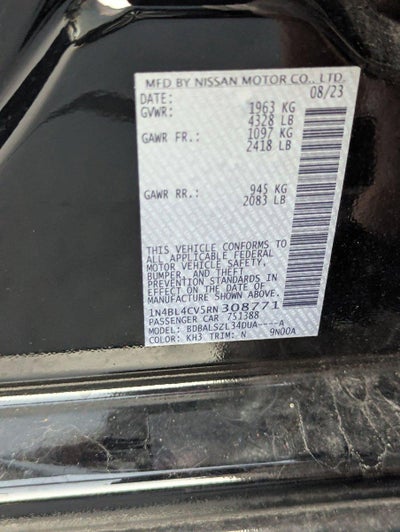 MFD BY NISSAN MOTOR CO., LTD.
DATE: 08/23
GVWR: 1963 KG
4328 LB
GAWR FR.: 1097 KG
2418 LB
GAWR RR.: 945 KG
2083 LB
THIS VEHICLE CONFORMS TO
ALL APPLICABLE FEDERAL
MOTOR VEHICLE SAFETY,
BUMPER, AND THEFT
PREVENTION STANDARDS IN
EFFECT ON THE DATE OF
MANUFACTURE SHOWN ABOVE
1N4BL4CV5RN308771
PASSENGER CAR 751388
MODEL: BDBALSZL34DUA----A
COLOR: KH3 TRIM: N 9N00A